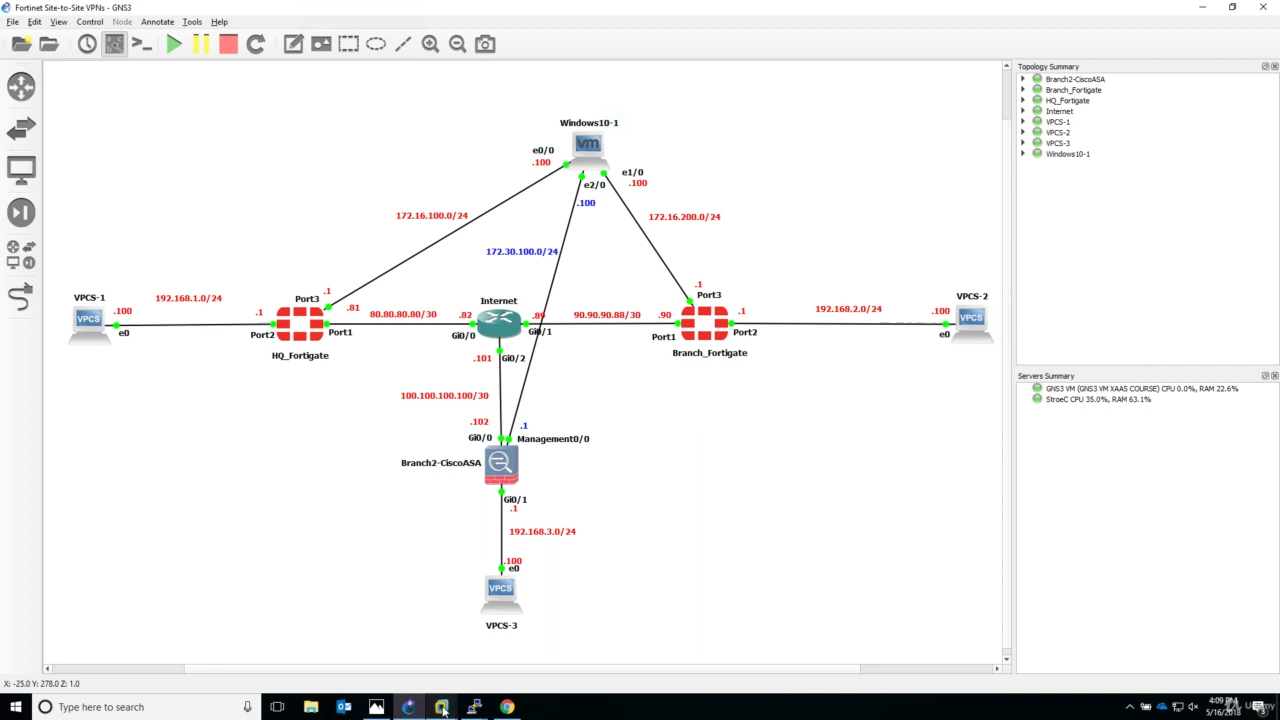 Fortinet Site-to-Site VPNs - GNS3
File Edit View Control Node Annotate Tools Help
Topology Summary
Branch2-CiscoASA
Branch_Fortigate
HQ_Fortigate
Internet
VPCS-1
VPCS-2
VPCS-3
Windows10-1
Servers Summary
GNS3 VM (GNS3 VM XAAS COURSE) CPU 0.0%, RAM 22.6%
StroeC CPU 35.0%, RAM 63.1%
Windows10-1
vm
e0/0
.100
e1/0
.100
e2/0
.100
172.16.100.0/24
172.16.200.0/24
172.30.100.0/24
VPCS-1
VPCS
.100
e0
192.168.1.0/24
.1
Port2
Port3
.1
.81
Port1
HQ_Fortigate
80.80.80.80/30
Internet
.82
Gi0/0
.89
Gi0/1
90.90.90.88/30
.90
Port1
Port3
.1
.1
Port2
Branch_Fortigate
192.168.2.0/24
VPCS-2
VPCS
.100
e0
.101
Gi0/2
100.100.100.100/30
.102
Gi0/0
.1
Management0/0
Branch2-CiscoASA
Gi0/1
.1
192.168.3.0/24
.100
e0
VPCS
VPCS-3
X: -25.0 Y: 278.0 Z: 1.0
Type here to search
4:09 PM
5/16/2018
Udemy